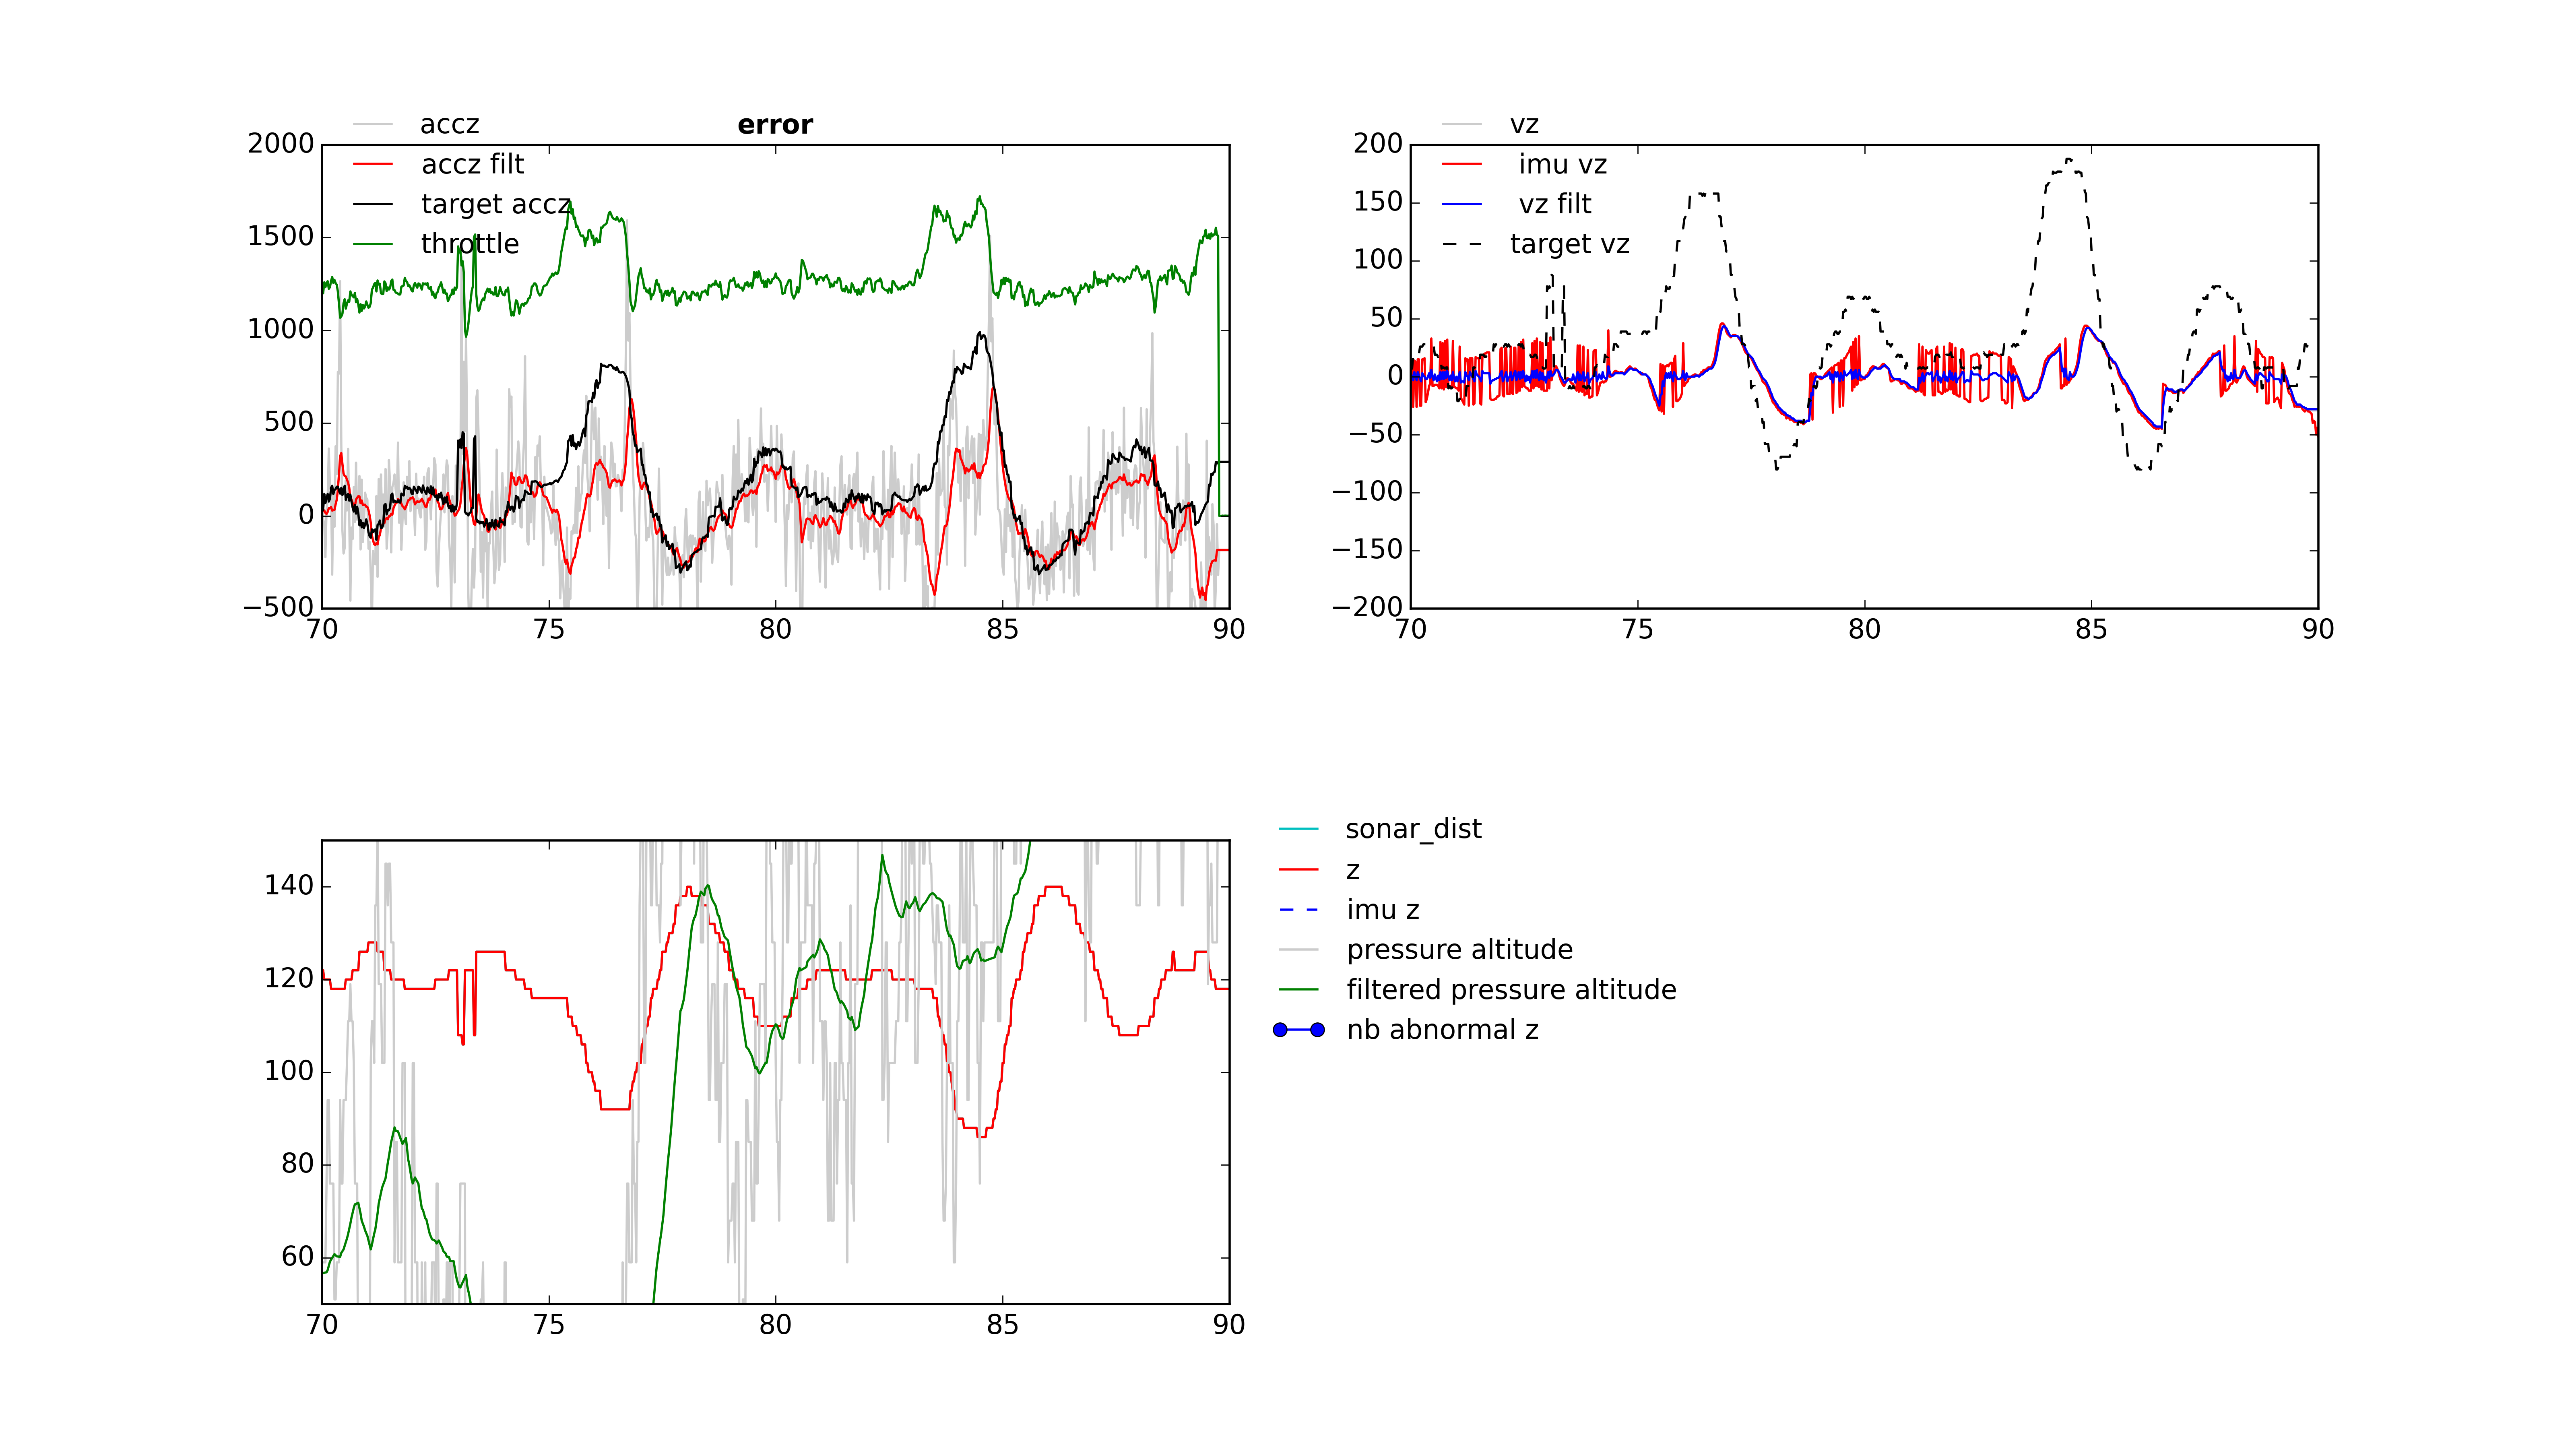 error
accz
accz filt
target accz
throttle
2000
1500
1000
500
0
−500
70 75 80 85 90
vz
imu vz
vz filt
target vz
200
150
100
50
0
−50
−100
−150
−200
70 75 80 85 90
140
120
100
80
60
70 75 80 85 90
sonar_dist
z
imu z
pressure altitude
filtered pressure altitude
nb abnormal z